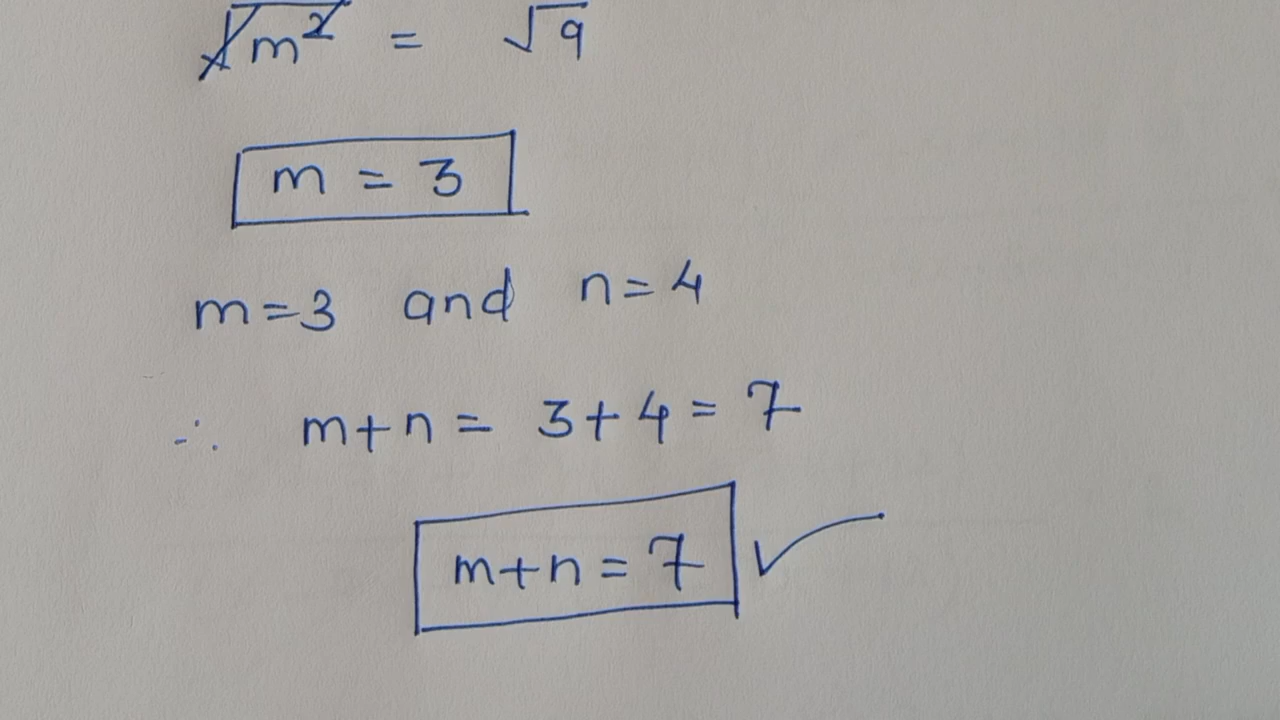 √m² = √9
m = 3
m=3 and n=4
∴ m+n = 3+4 = 7
m+n = 7 ✓